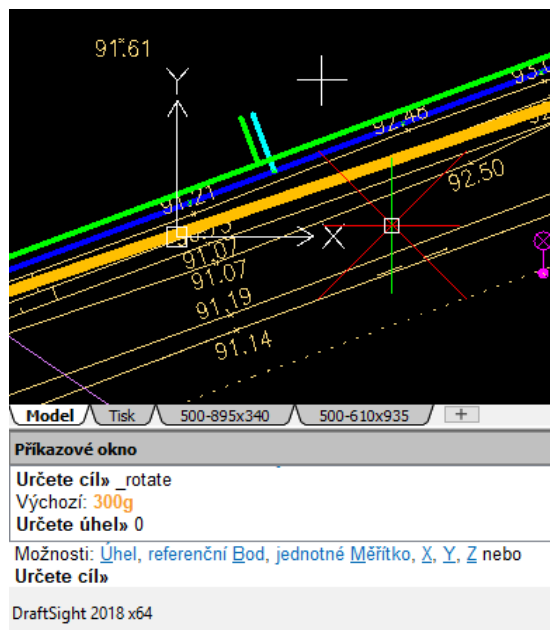 91.61
Y
93.0
92.48
92.50
91.21
X
91.07
91.07
91.19
91.14
Model Tisk 500-895x340 500-610x935 +
Příkazové okno
Určete cíl» _rotate
Výchozí: 300g
Určete úhel» 0
Možnosti: Úhel, referenční Bod, jednotné Měřítko, X, Y, Z nebo
Určete cíl»
DraftSight 2018 x64